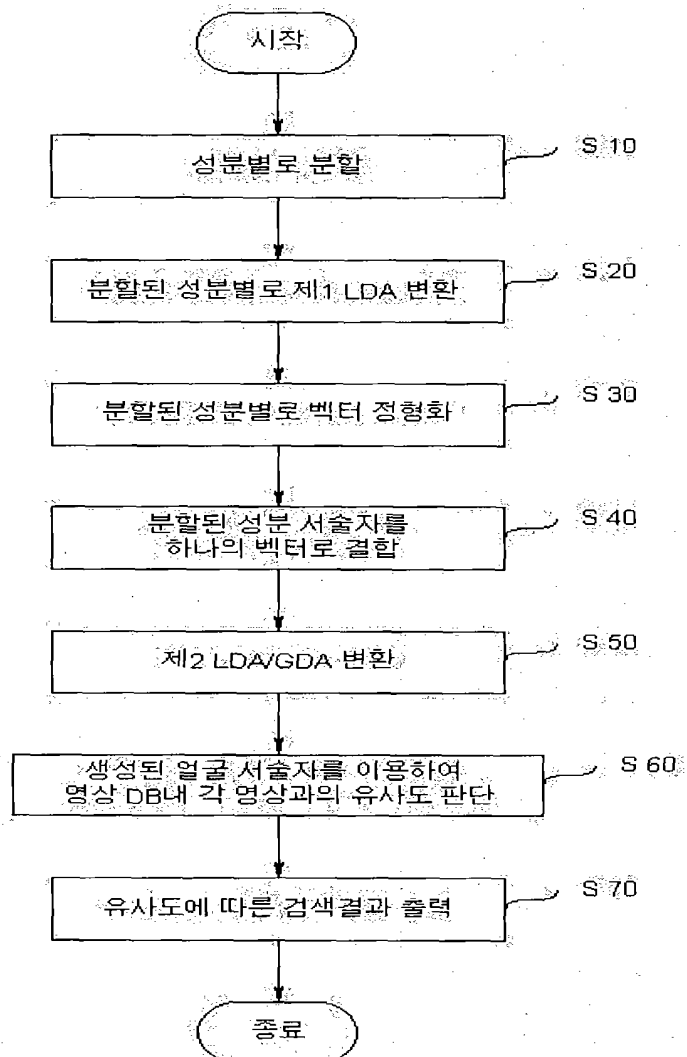 시작
성분별로 분할
S 10
분할된 성분별로 제1 LDA 변환
S 20
분할된 성분별로 벡터 정형화
S 30
분할된 성분 서술자를
하나의 벡터로 결합
S 40
제2 LDA/GDA 변환
S 50
생성된 얼굴 서술자를 이용하여
영상 DB내 각 영상과의 유사도 판단
S 60
유사도에 따른 검색결과 출력
S 70
종료